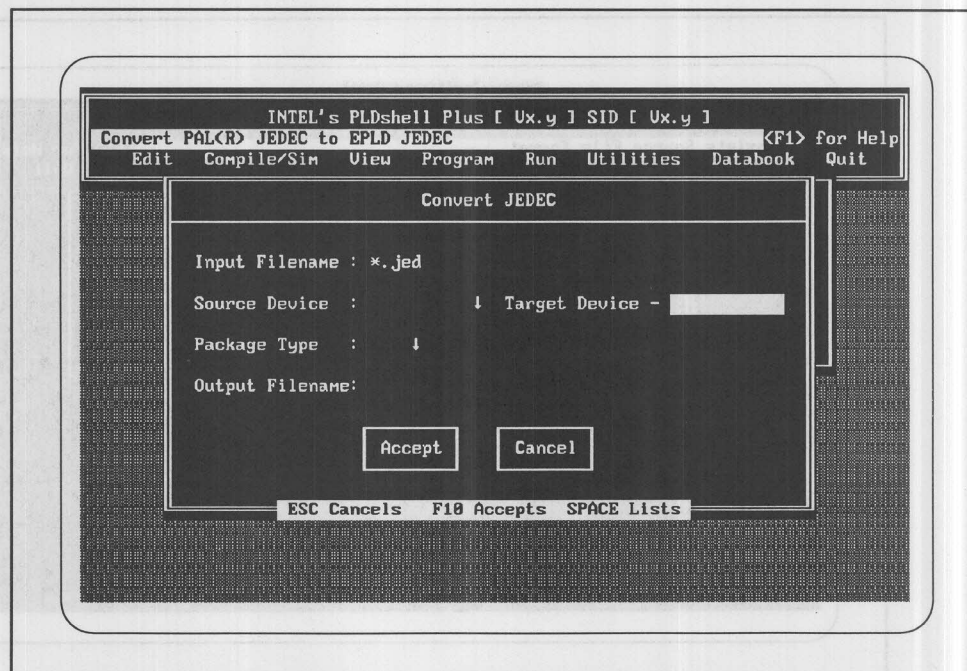 INTEL's PLDshell Plus [ Vx.y ] SID [ Vx.y ]
Convert PAL(R) JEDEC to EPLD JEDEC <F1> for Help
Edit Compile/Sim View Program Run Utilities Databook Quit
Convert JEDEC
Input Filename : *.jed
Source Device : ↓ Target Device -
Package Type : ↓
Output Filename:
Accept Cancel
ESC Cancels F10 Accepts SPACE Lists